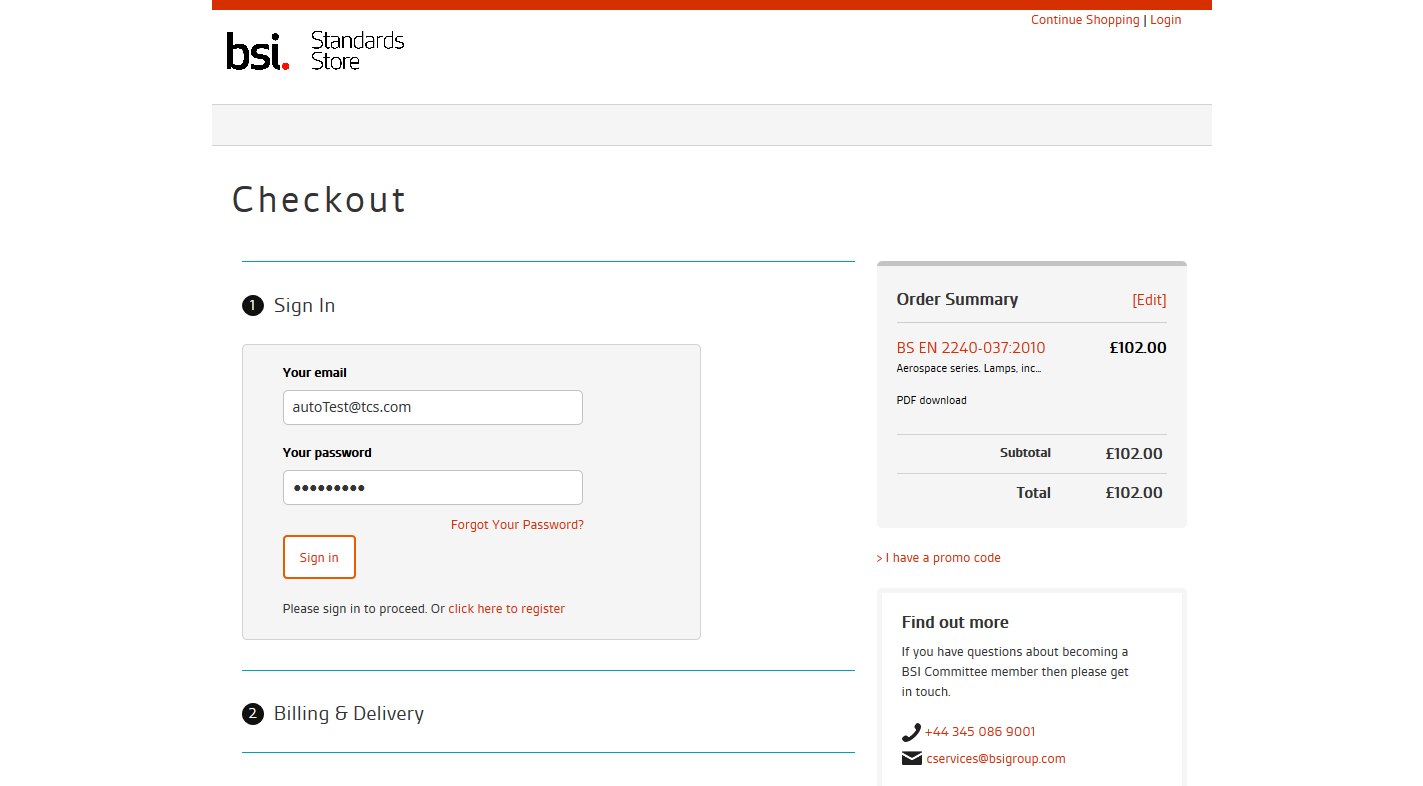 Continue Shopping | Login
bsi. Standards
Store
Checkout
1 Sign In
Your email
autoTest@tcs.com
Your password
•••••••••
Forgot Your Password?
Sign in
Please sign in to proceed. Or click here to register
2 Billing & Delivery
Order Summary [Edit]
BS EN 2240-037:2010 £102.00
Aerospace series. Lamps, inc...
PDF download
Subtotal £102.00
Total £102.00
> I have a promo code
Find out more
If you have questions about becoming a
BSI Committee member then please get
in touch.
+44 345 086 9001
cservices@bsigroup.com